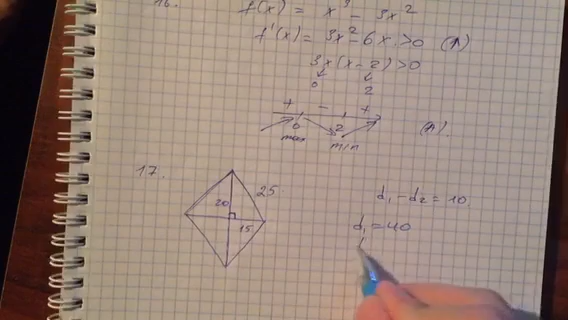 16. f(x) = x³ - 3x²
f'(x) = 3x² - 6x > 0 (↗)
3x(x-2) > 0
0 2
+ - +
0 2
max min (↗).
17.
25
20
15
d₁ - d₂ = 10.
d₁ = 40